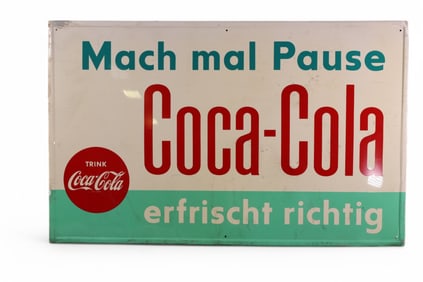 Mach mal Pause
Coca-Cola
TRINK
Coca-Cola
erfrischt richtig